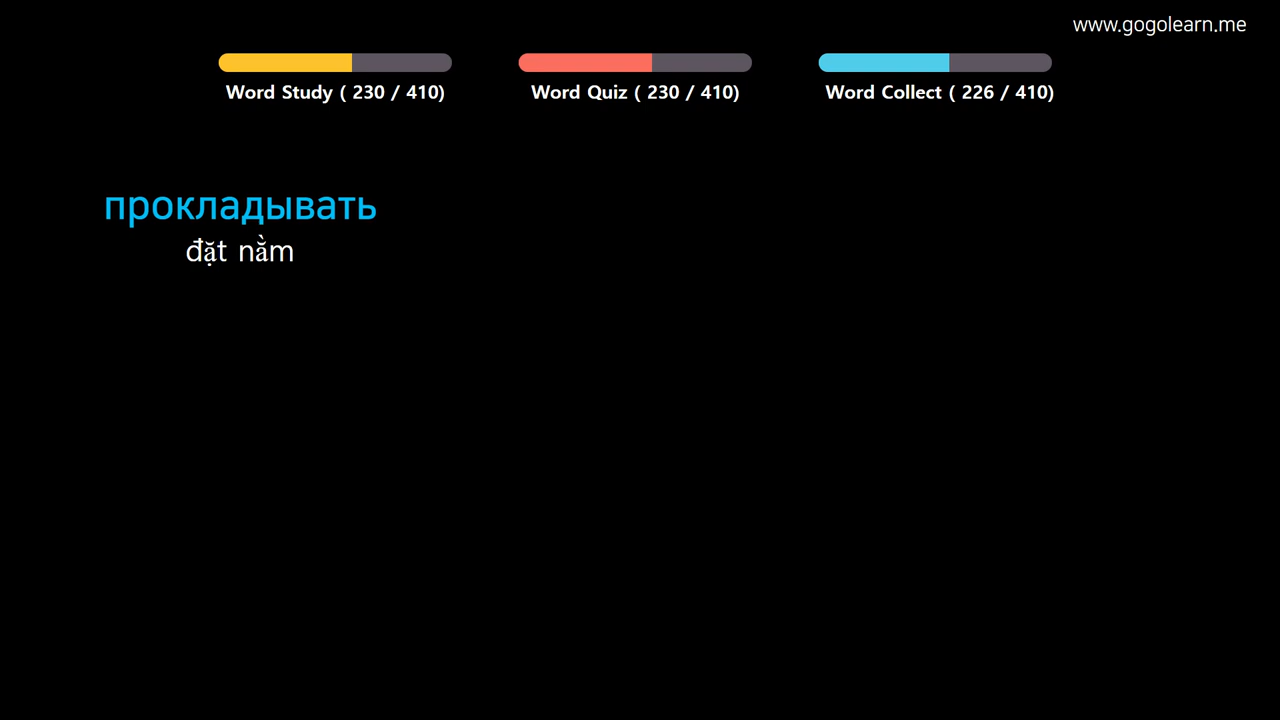 www.gogolearn.me
Word Study ( 230 / 410)
Word Quiz ( 230 / 410)
Word Collect ( 226 / 410)
прокладывать
đặt nằm